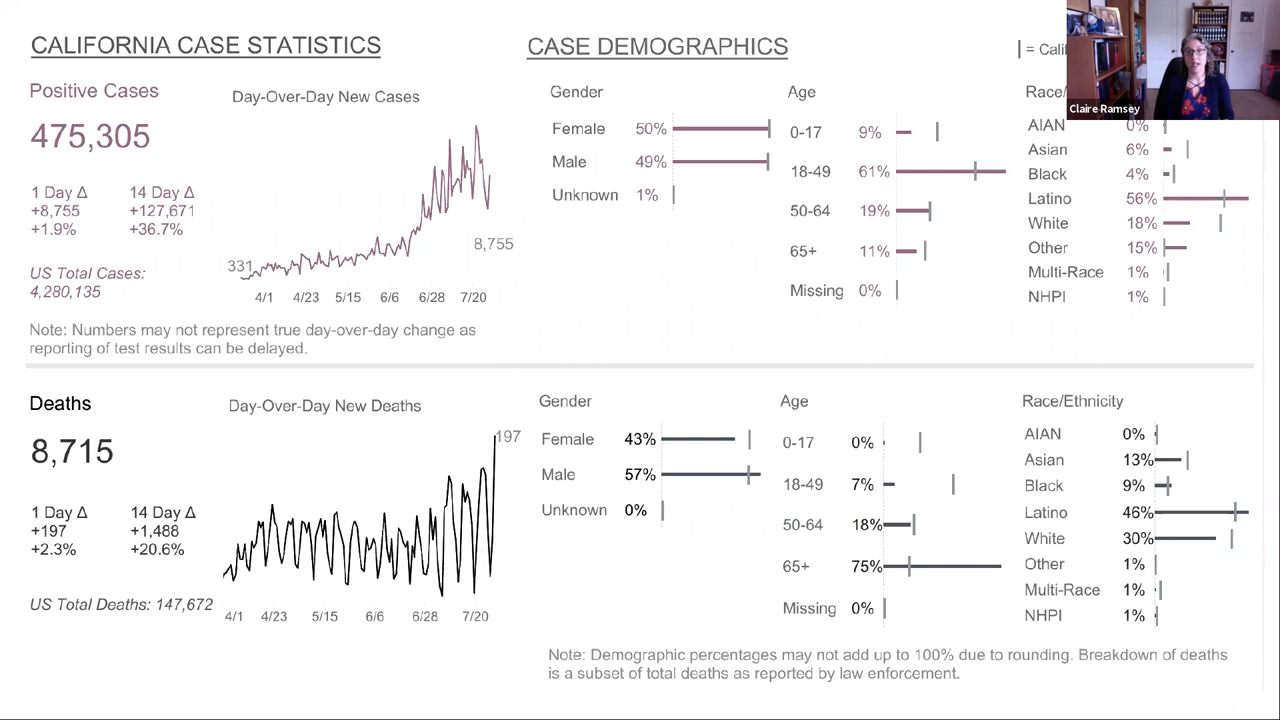 CALIFORNIA CASE STATISTICS
Positive Cases
475,305
1 Day Δ 14 Day Δ
+8,755 +127,671
+1.9% +36.7%
US Total Cases:
4,280,135
Day-Over-Day New Cases
331
8,755
4/1 4/23 5/15 6/6 6/28 7/20
Note: Numbers may not represent true day-over-day change as
reporting of test results can be delayed.
CASE DEMOGRAPHICS
| = Calif
Claire Ramsey
Gender
Female 50%
Male 49%
Unknown 1%
Age
0-17 9%
18-49 61%
50-64 19%
65+ 11%
Missing 0%
Race/
AIAN 0%
Asian 6%
Black 4%
Latino 56%
White 18%
Other 15%
Multi-Race 1%
NHPI 1%
Deaths
8,715
1 Day Δ 14 Day Δ
+197 +1,488
+2.3% +20.6%
US Total Deaths: 147,672
Day-Over-Day New Deaths
197
4/1 4/23 5/15 6/6 6/28 7/20
Gender
Female 43%
Male 57%
Unknown 0%
Age
0-17 0%
18-49 7%
50-64 18%
65+ 75%
Missing 0%
Race/Ethnicity
AIAN 0%
Asian 13%
Black 9%
Latino 46%
White 30%
Other 1%
Multi-Race 1%
NHPI 1%
Note: Demographic percentages may not add up to 100% due to rounding. Breakdown of deaths
is a subset of total deaths as reported by law enforcement.